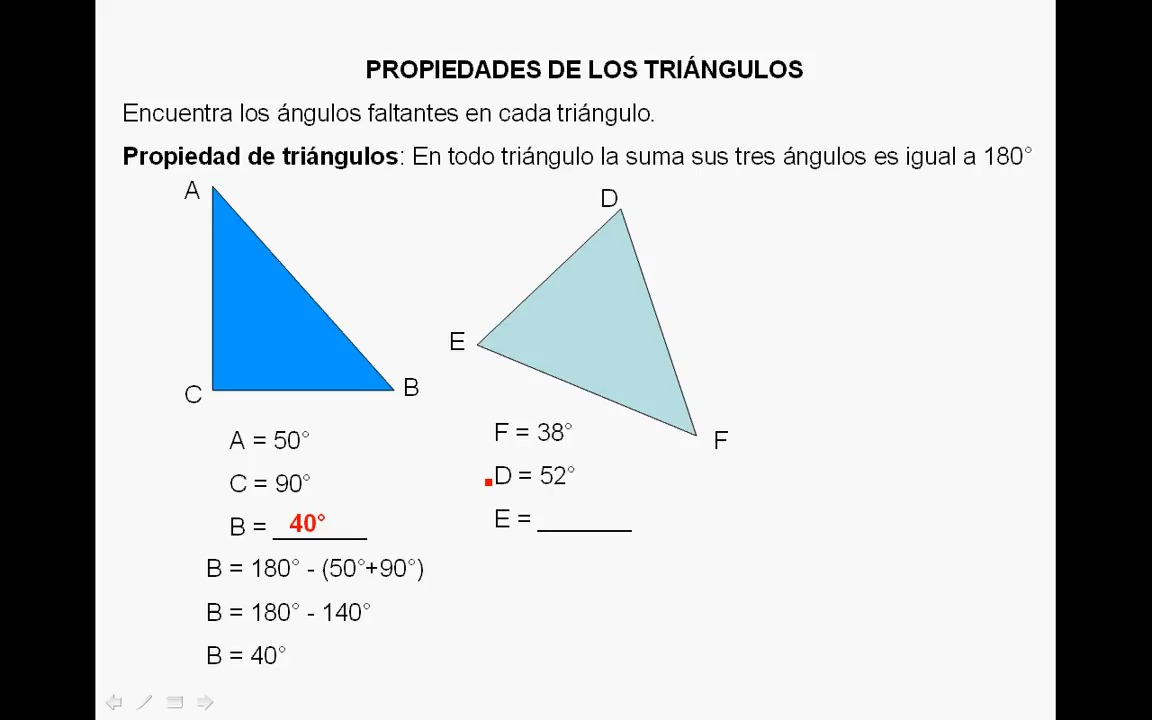 PROPIEDADES DE LOS TRIÁNGULOS
Encuentra los ángulos faltantes en cada triángulo.
Propiedad de triángulos: En todo triángulo la suma sus tres ángulos es igual a 180°
A
C
B
A = 50°
C = 90°
B = 40°
B = 180° - (50°+90°)
B = 180° - 140°
B = 40°
D
E
F
F = 38°
D = 52°
E = _______